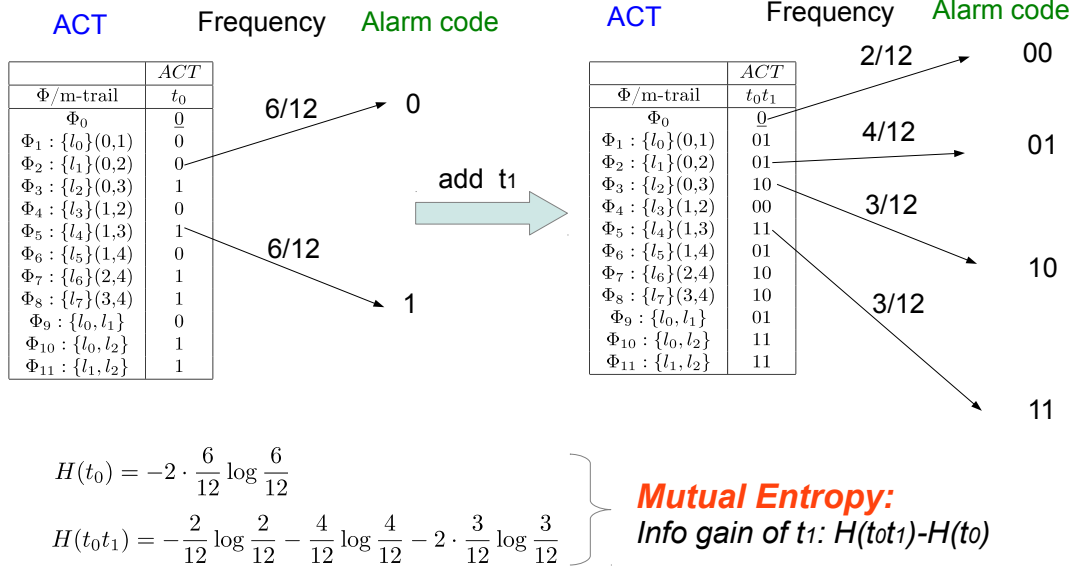 ACT Frequency Alarm code
ACT
Φ/m-trail t₀
Φ₀ 0
Φ₁ : {l₀}(0,1) 0
Φ₂ : {l₁}(0,2) 0
Φ₃ : {l₂}(0,3) 1
Φ₄ : {l₃}(1,2) 0
Φ₅ : {l₄}(1,3) 1
Φ₆ : {l₅}(1,4) 0
Φ₇ : {l₆}(2,4) 1
Φ₈ : {l₇}(3,4) 1
Φ₉ : {l₀, l₁} 0
Φ₁₀ : {l₀, l₂} 1
Φ₁₁ : {l₁, l₂} 1
6/12
0
6/12
1
add t1
ACT Frequency Alarm code
ACT
Φ/m-trail t₀t₁
Φ₀ 0
Φ₁ : {l₀}(0,1) 01
Φ₂ : {l₁}(0,2) 01
Φ₃ : {l₂}(0,3) 10
Φ₄ : {l₃}(1,2) 00
Φ₅ : {l₄}(1,3) 11
Φ₆ : {l₅}(1,4) 01
Φ₇ : {l₆}(2,4) 10
Φ₈ : {l₇}(3,4) 10
Φ₉ : {l₀, l₁} 01
Φ₁₀ : {l₀, l₂} 11
Φ₁₁ : {l₁, l₂} 11
2/12
00
4/12
01
3/12
10
3/12
11
H(t₀) = −2 · 6/12 log 6/12
H(t₀t₁) = −2/12 log 2/12 − 4/12 log 4/12 − 2 · 3/12 log 3/12
Mutual Entropy:
Info gain of t1: H(t0t1)-H(t0)